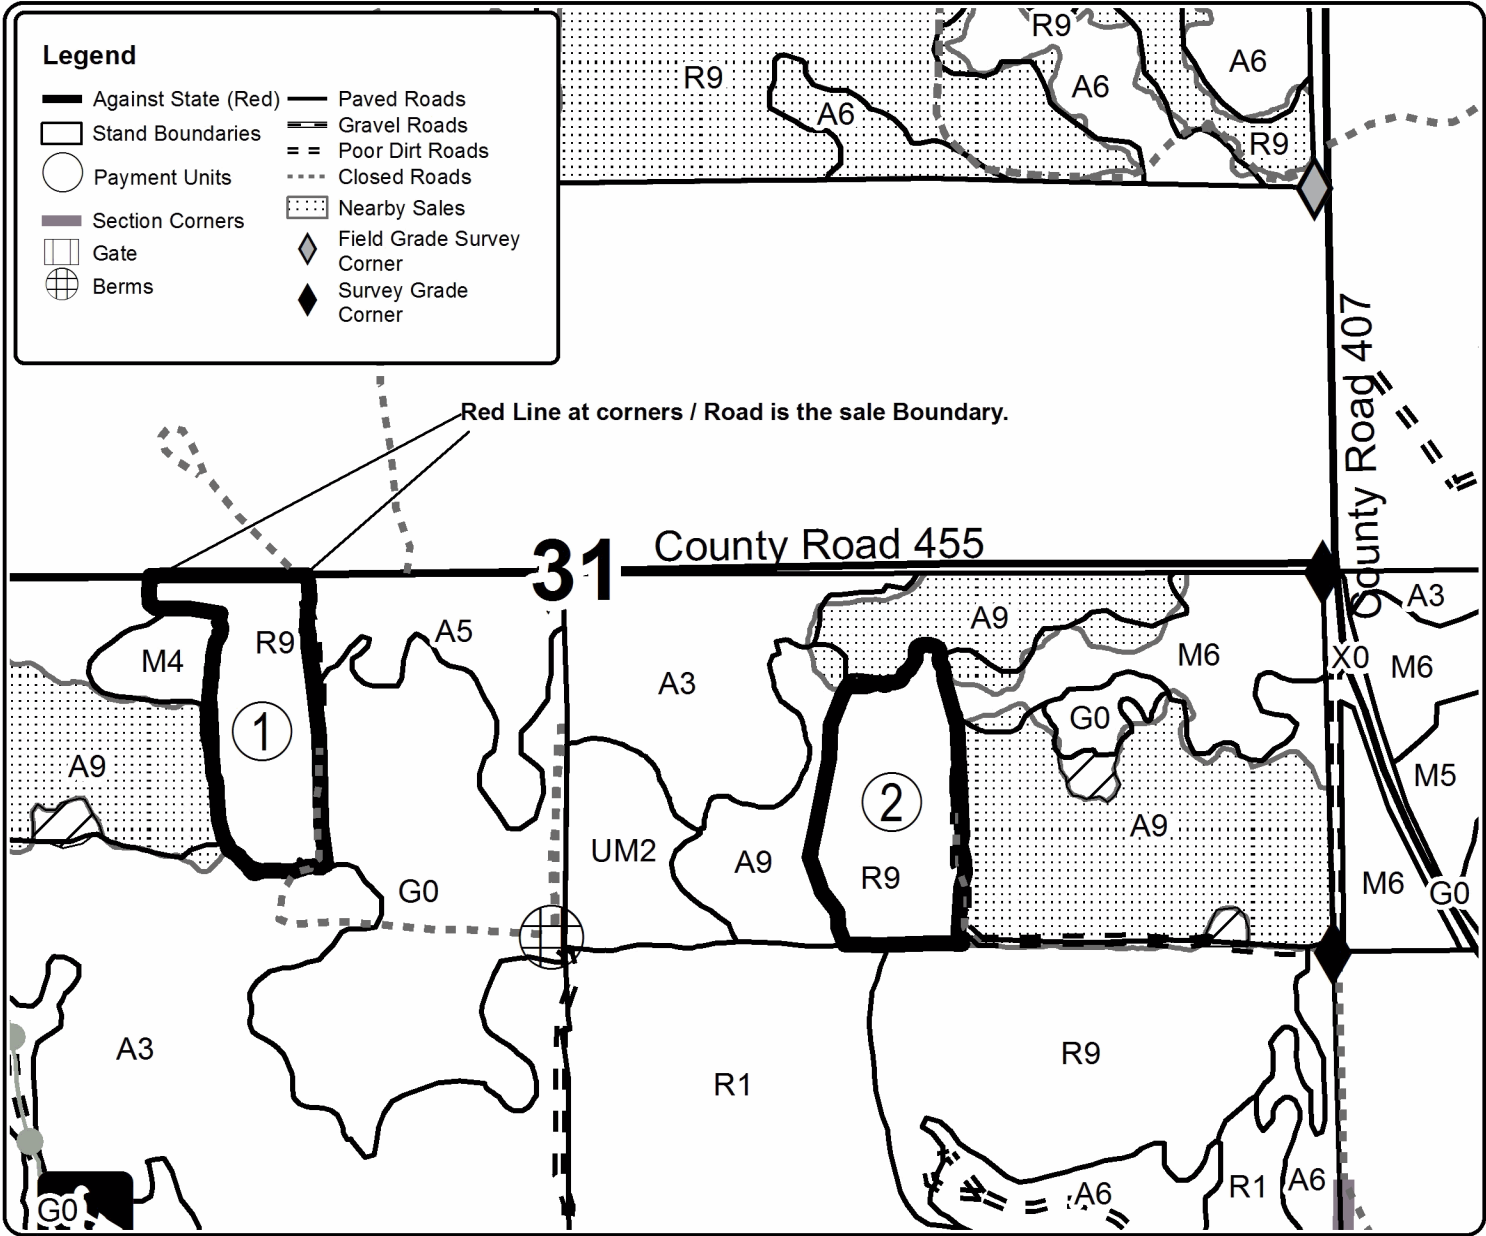 Legend
Against State (Red)
Stand Boundaries
Payment Units
Section Corners
Gate
Berms
Paved Roads
Gravel Roads
Poor Dirt Roads
Closed Roads
Nearby Sales
Field Grade Survey
Corner
Survey Grade
Corner
R9
A6
R9
A6
A6
R9
County Road 407
Red Line at corners / Road is the sale Boundary.
31
County Road 455
A3
M4
R9
A5
A9
M6
X0
M6
A3
1
G0
A9
M5
2
A9
UM2
A9
R9
G0
M6
G0
A3
R9
R1
G0
A6
R1
A6